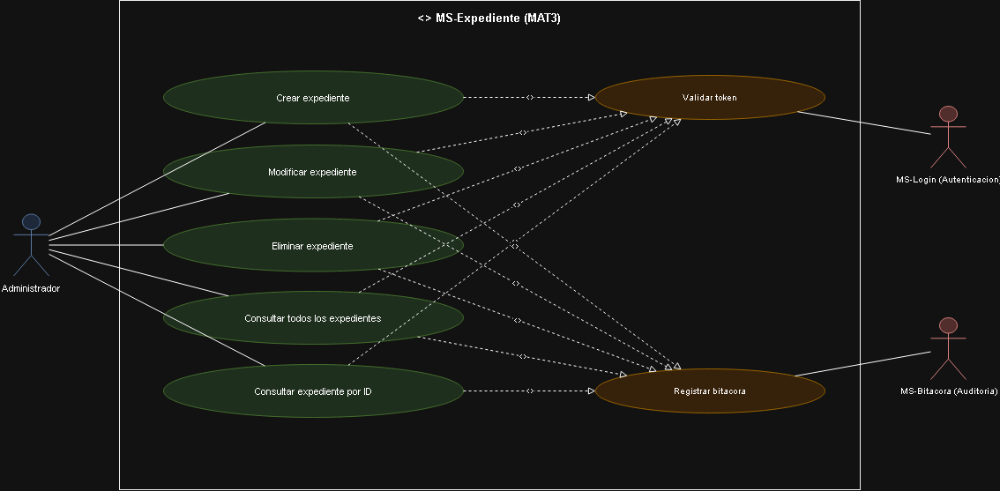 <> MS-Expediente (MAT3)
Crear expediente
<>
Validar token
<>
Modificar expediente
<>
MS-Login (Autenticacion)
<>
Eliminar expediente
<>
<>
Administrador
<>
Consultar todos los expedientes
<>
<>
Consultar expediente por ID
<>
Registrar bitacora
MS-Bitacora (Auditoria)